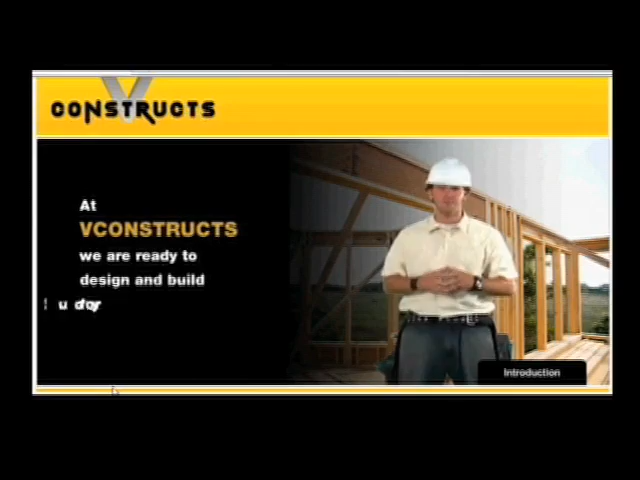 CONSTRUCTS
At
VCONSTRUCTS
we are ready to
design and build
Introduction